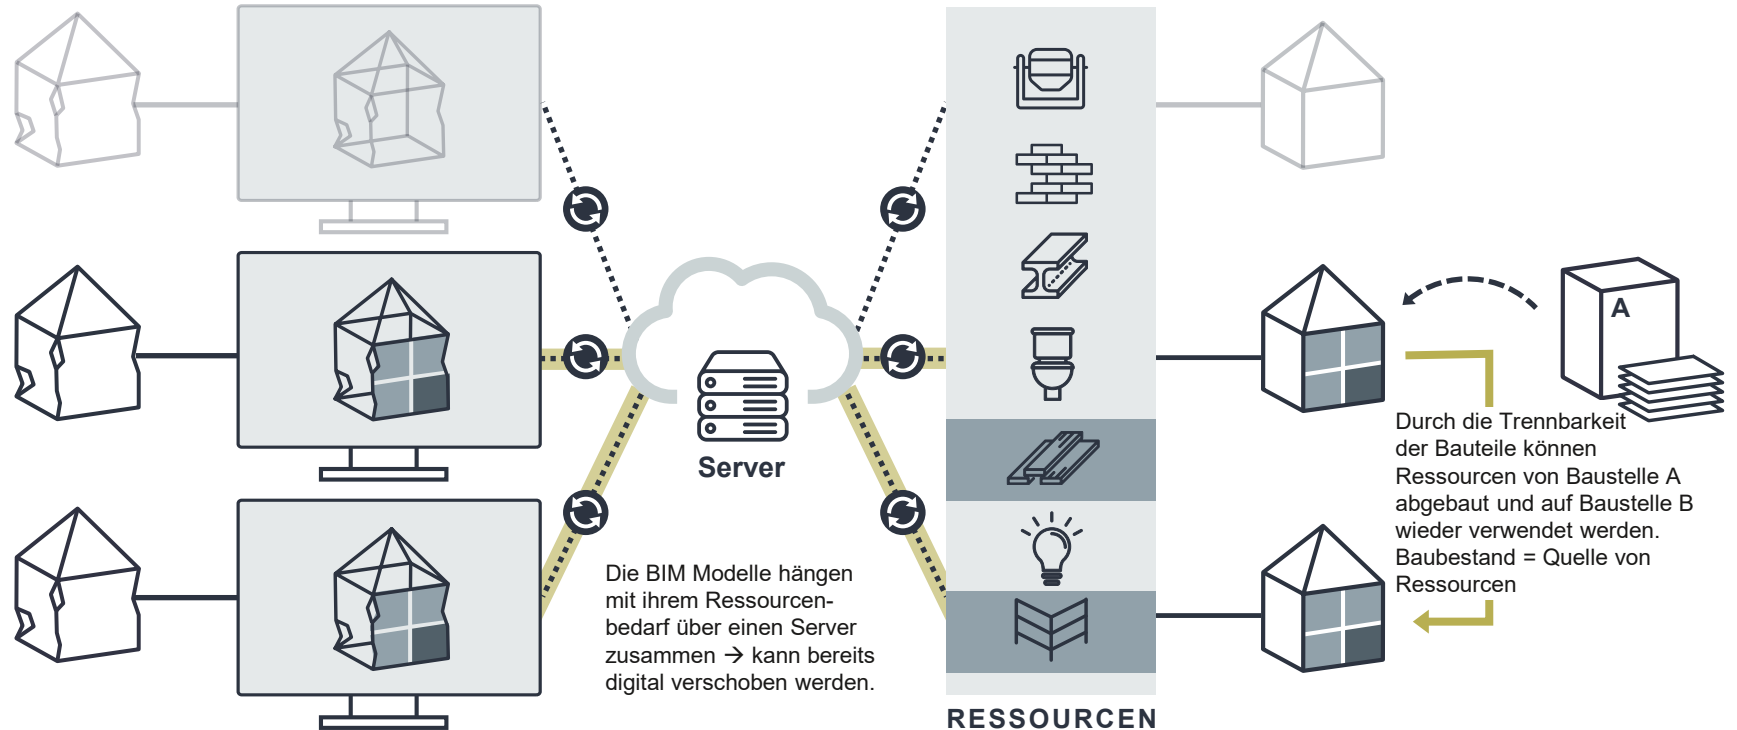 A
Durch die Trennbarkeit
der Bauteile können
Ressourcen von Baustelle A
abgebaut und auf Baustelle B
wieder verwendet werden.
Baubestand = Quelle von
Ressourcen
Server
Die BIM Modelle hängen
mit ihrem Ressourcen-
bedarf über einen Server
zusammen → kann bereits
digital verschoben werden.
RESSOURCEN